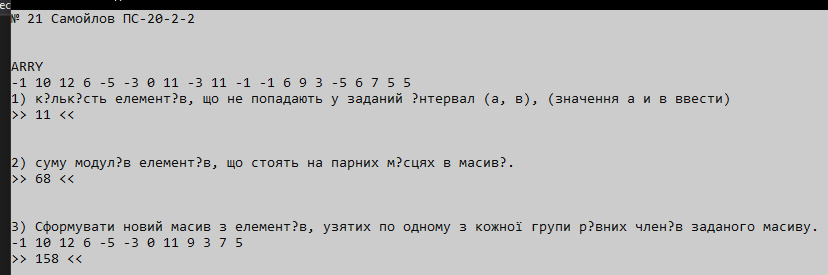 № 21 Самойлов ПС-20-2-2
ARRY
-1 10 12 6 -5 -3 0 11 -3 11 -1 -1 6 9 3 -5 6 7 5 5
1) к?льк?сть елемент?в, що не попадають у заданий ?нтервал (а, в), (значення а и в ввести)
>> 11 <<
2) суму модул?в елемент?в, що стоять на парних м?сцях в масив?.
>> 68 <<
3) Сформувати новий масив з елемент?в, узятих по одному з кожної групи р?вних член?в заданого масиву.
-1 10 12 6 -5 -3 0 11 9 3 7 5
>> 158 <<